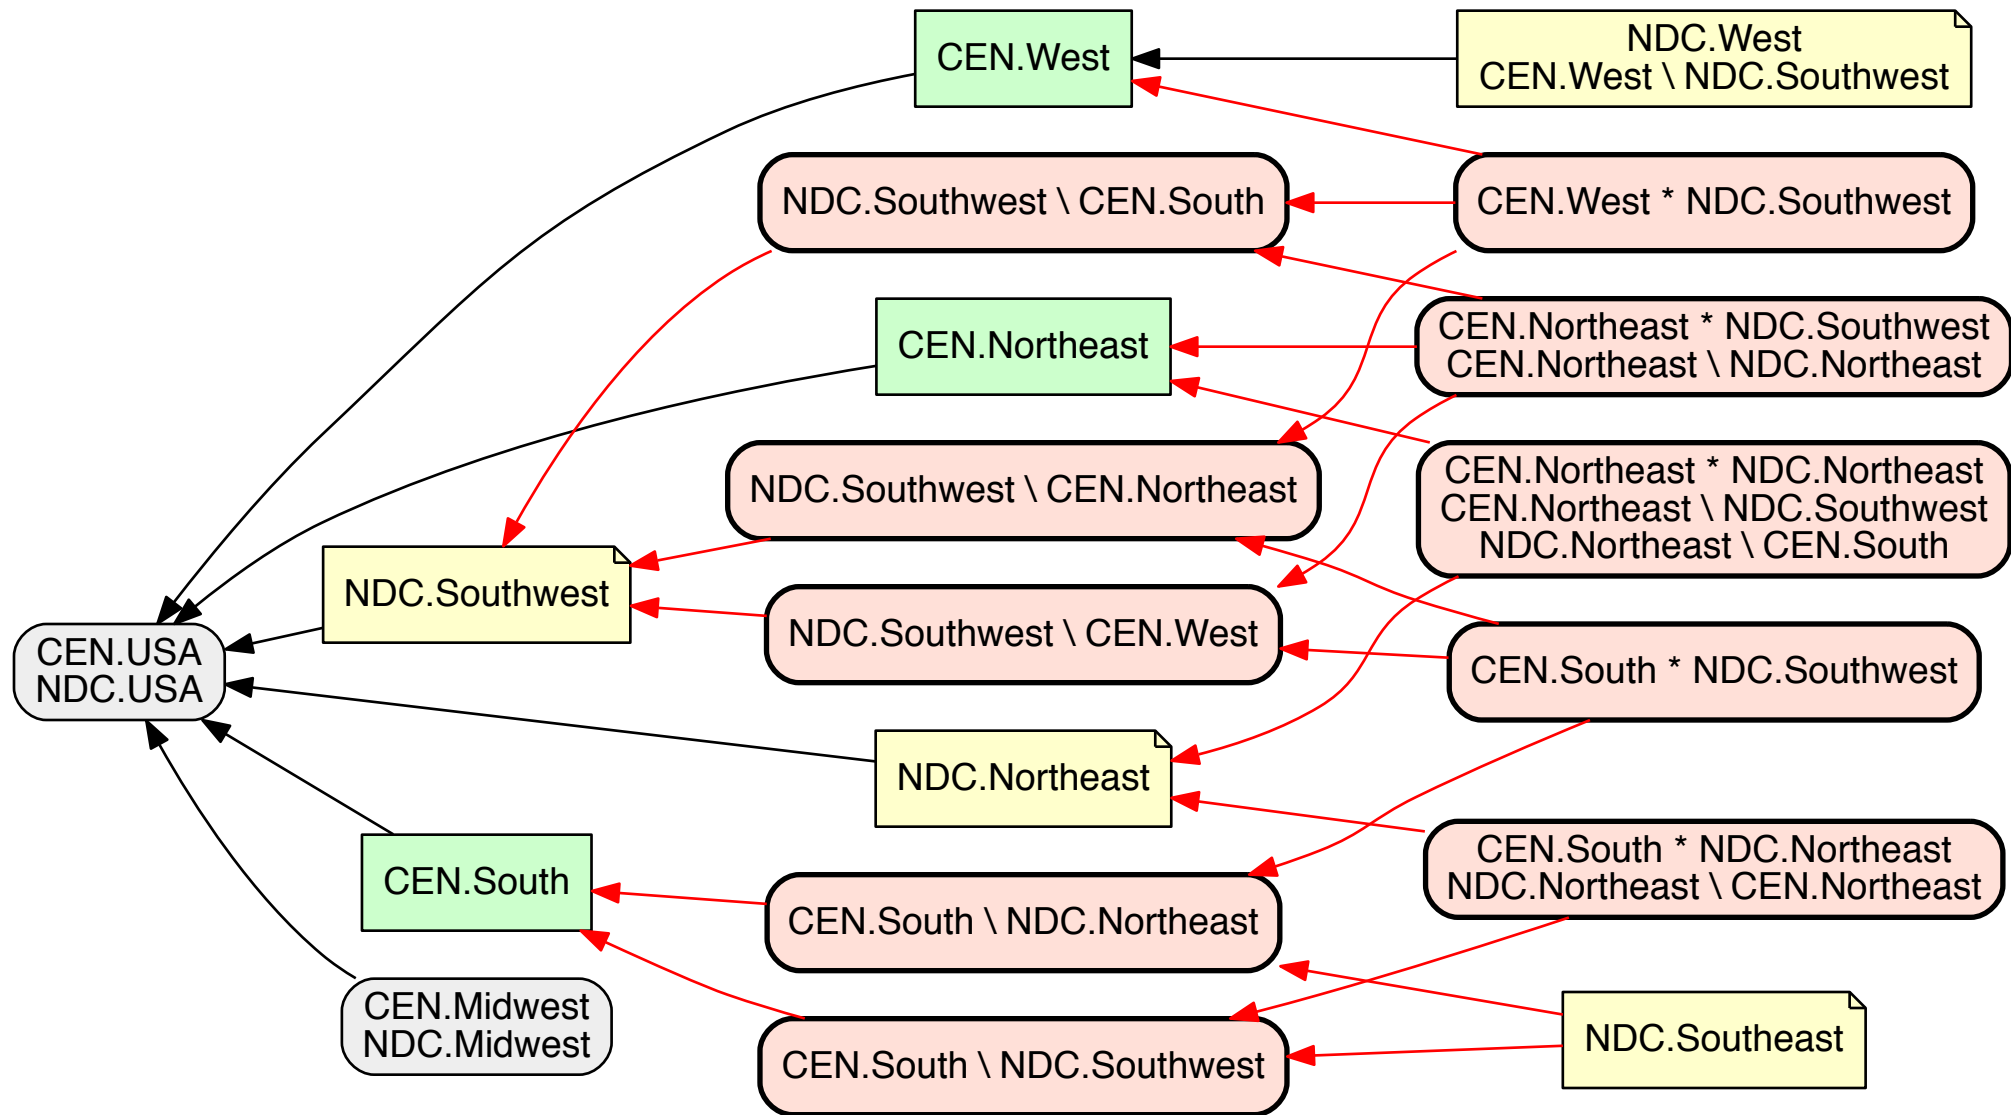 CEN.West
NDC.West
CEN.West \ NDC.Southwest
NDC.Southwest \ CEN.South
CEN.West * NDC.Southwest
CEN.Northeast
CEN.Northeast * NDC.Southwest
CEN.Northeast \ NDC.Northeast
NDC.Southwest \ CEN.Northeast
CEN.Northeast * NDC.Northeast
CEN.Northeast \ NDC.Southwest
NDC.Northeast \ CEN.South
NDC.Southwest
CEN.USA
NDC.USA
NDC.Southwest \ CEN.West
CEN.South * NDC.Southwest
NDC.Northeast
CEN.South
CEN.South \ NDC.Northeast
CEN.South * NDC.Northeast
NDC.Northeast \ CEN.Northeast
CEN.Midwest
NDC.Midwest
CEN.South \ NDC.Southwest
NDC.Southeast